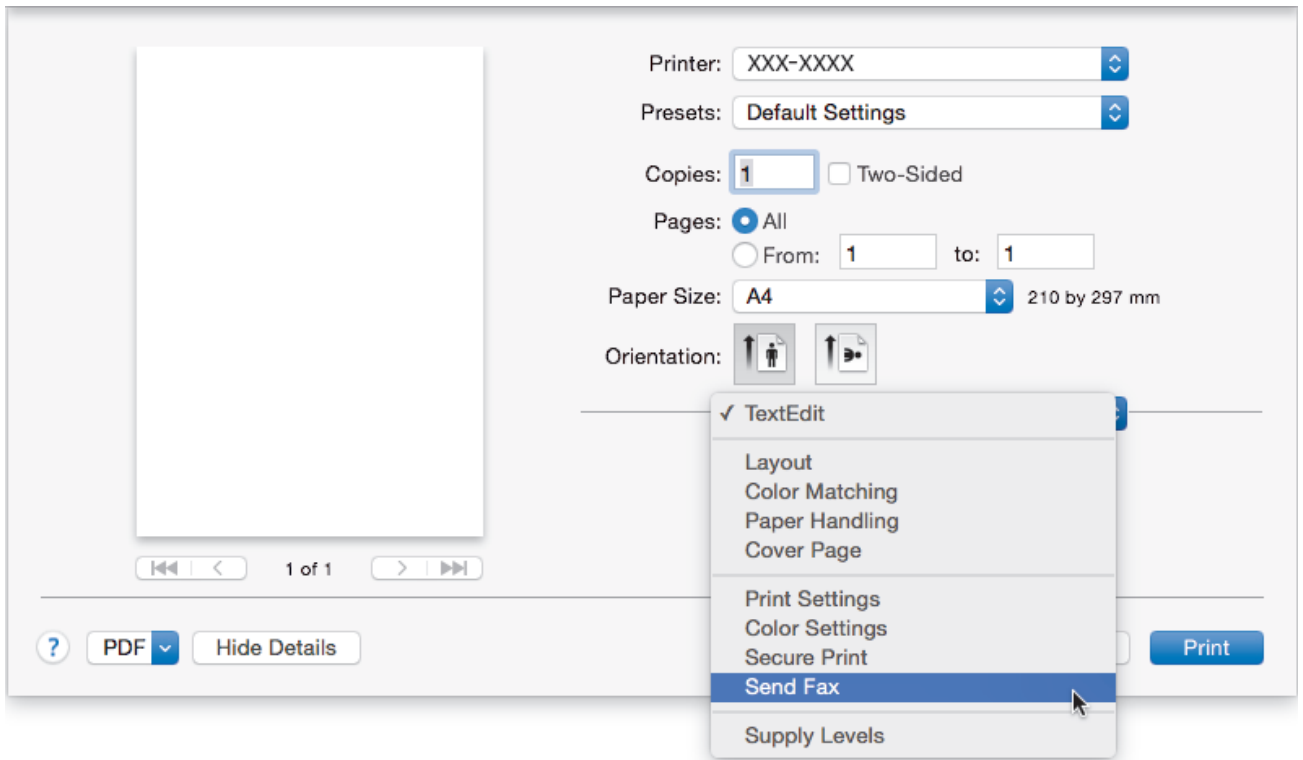 Printer: XXX-XXXX
Presets: Default Settings
Copies: 1 Two-Sided
Pages: All
From: 1 to: 1
Paper Size: A4 210 by 297 mm
Orientation:
✓ TextEdit
Layout
Color Matching
Paper Handling
Cover Page
1 of 1
Print Settings
Color Settings
Secure Print
Send Fax
Supply Levels
? PDF Hide Details Print